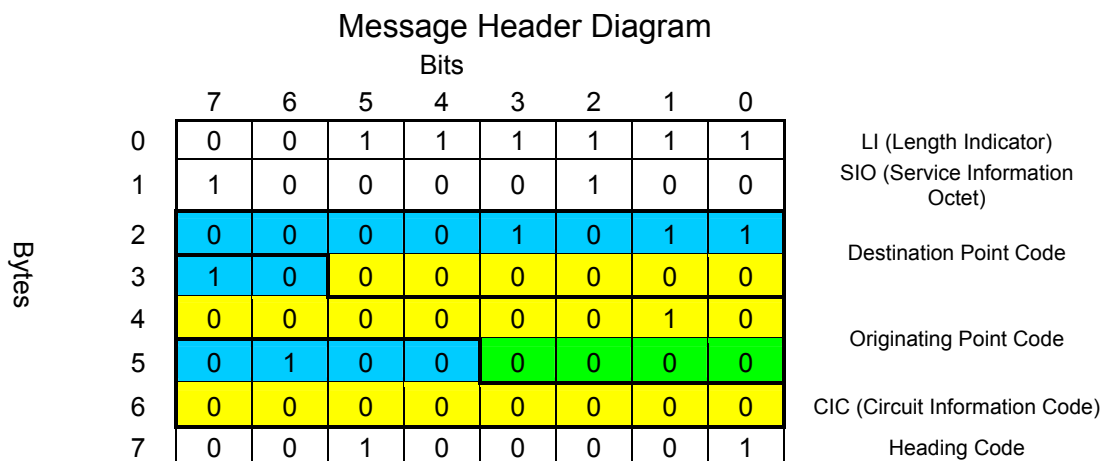 Message Header Diagram
Bits
7 6 5 4 3 2 1 0
0 0 0 1 1 1 1 1 1 LI (Length Indicator)
1 1 0 0 0 0 1 0 0 SIO (Service Information
Octet)
2 0 0 0 0 1 0 1 1
Destination Point Code
3 1 0 0 0 0 0 0 0
4 0 0 0 0 0 0 1 0
Originating Point Code
5 0 1 0 0 0 0 0 0
6 0 0 0 0 0 0 0 0 CIC (Circuit Information Code)
7 0 0 1 0 0 0 0 1 Heading Code
Bytes